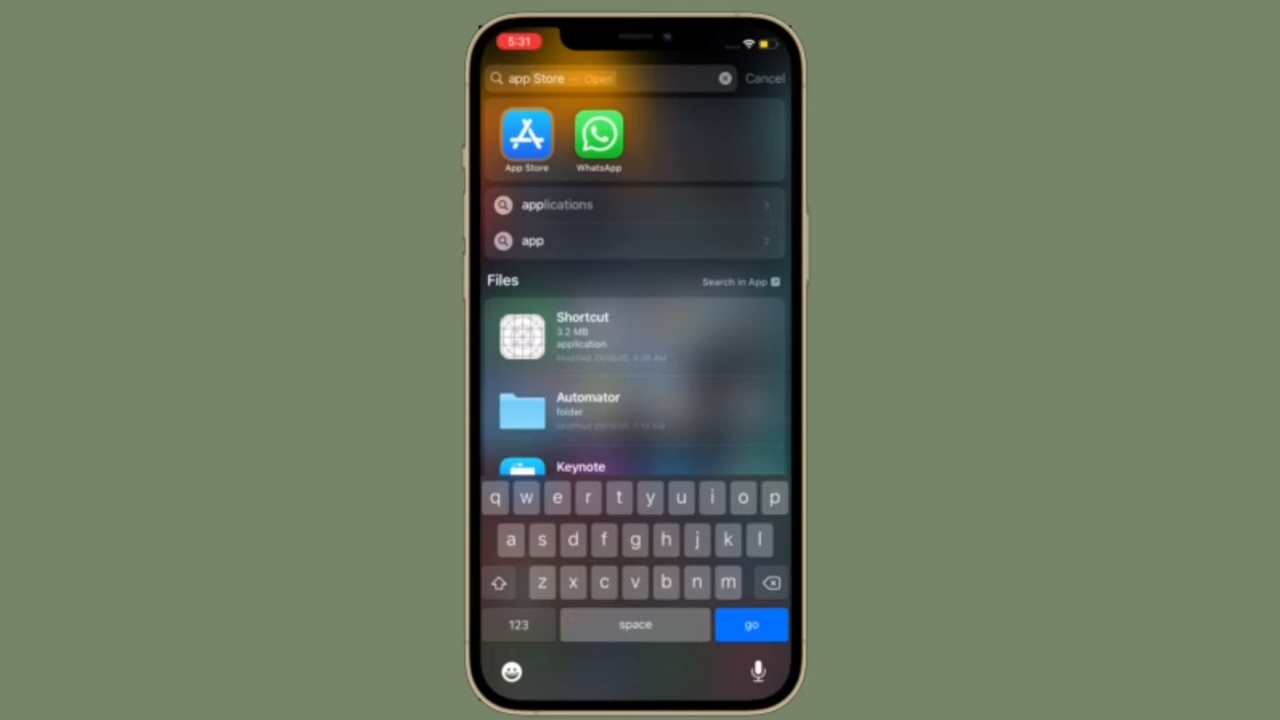 5:31
app Store — Open
Cancel
App Store
WhatsApp
applications
app
Files
Search in App
Shortcut
3.2 MB
application
Automator
folder
Keynote
q w e r t y u i o p
a s d f g h j k l
z x c v b n m
123
space
go